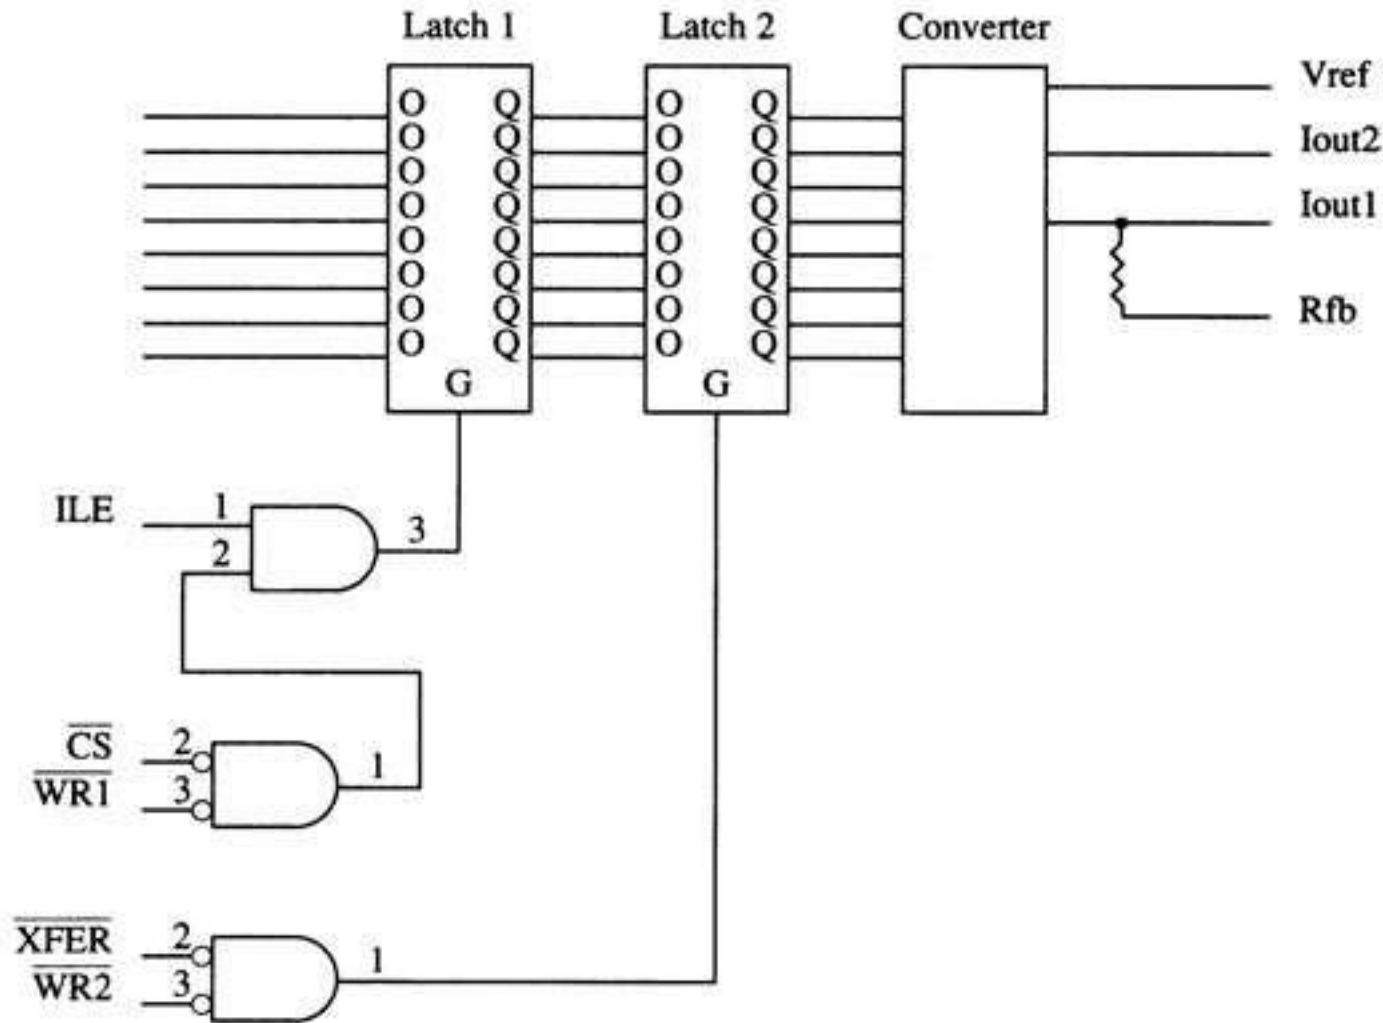 Latch 1 Latch 2 Converter
Vref
O Q O Q
O Q O Q
Iout2
O Q O Q
O Q O Q
Iout1
O Q O Q
O Q O Q
O Q O Q
Rfb
O Q O Q
G G
ILE 1
3
2
CS 2
1
WR1 3
XFER 2
1
WR2 3